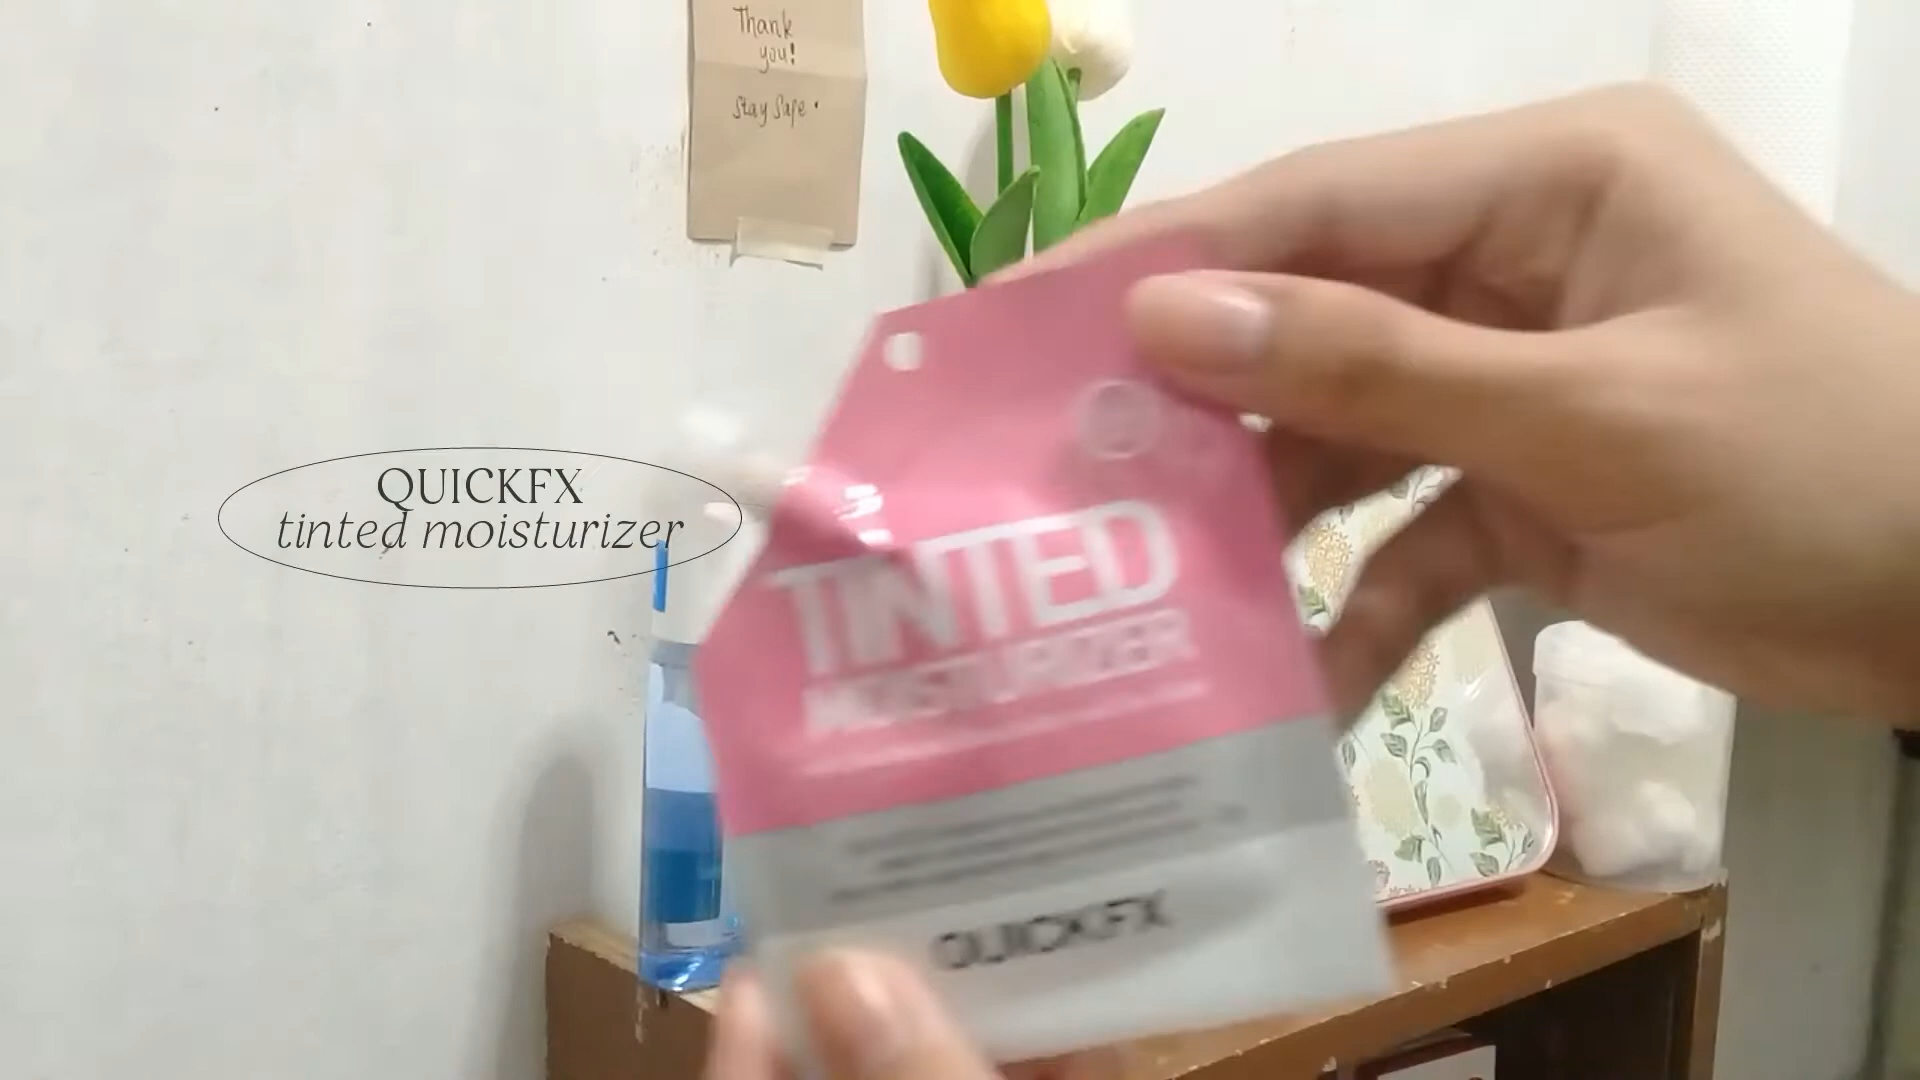 Thank
you!
Stay Safe
QUICKFX
tinted moisturizer
TINTED
MOISTURIZER
QUICKFX